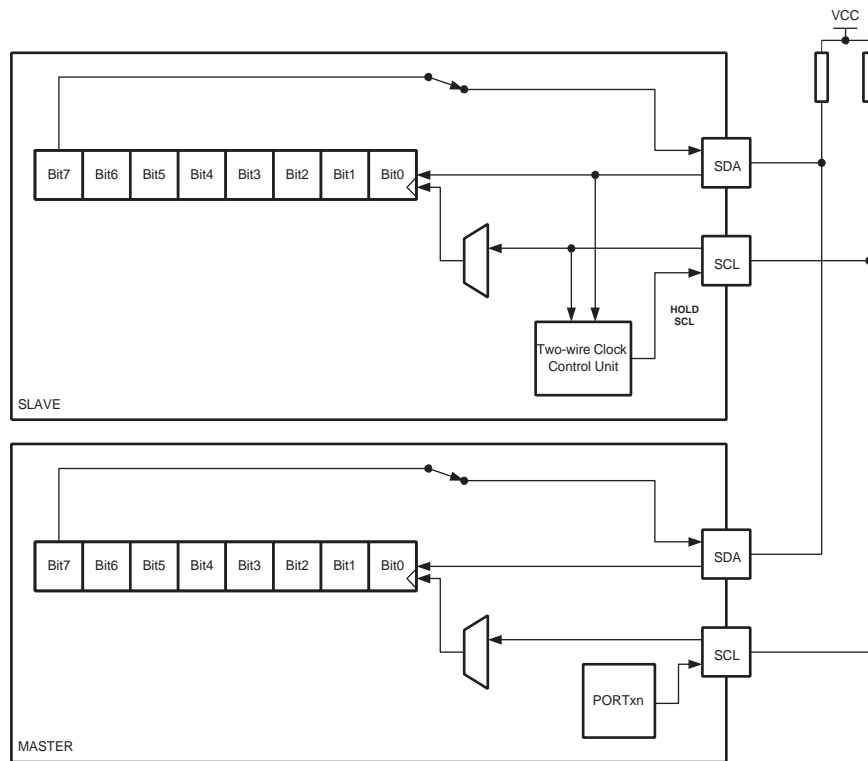 VCC
Bit7 Bit6 Bit5 Bit4 Bit3 Bit2 Bit1 Bit0
SDA
SCL
HOLD
SCL
Two-wire Clock
Control Unit
SLAVE
Bit7 Bit6 Bit5 Bit4 Bit3 Bit2 Bit1 Bit0
SDA
SCL
PORTxn
MASTER